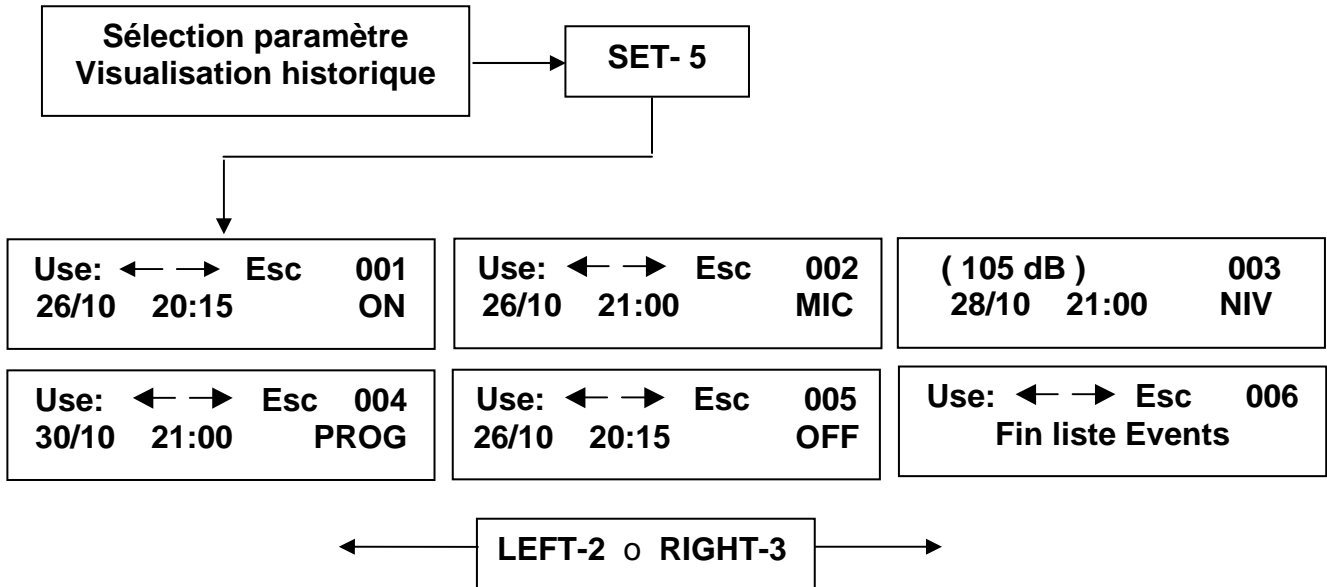 Sélection paramètre
Visualisation historique
SET- 5
Use: ← → Esc 001
26/10 20:15 ON
Use: ← → Esc 002
26/10 21:00 MIC
( 105 dB ) 003
28/10 21:00 NIV
Use: ← → Esc 004
30/10 21:00 PROG
Use: ← → Esc 005
26/10 20:15 OFF
Use: ← → Esc 006
Fin liste Events
LEFT-2 o RIGHT-3